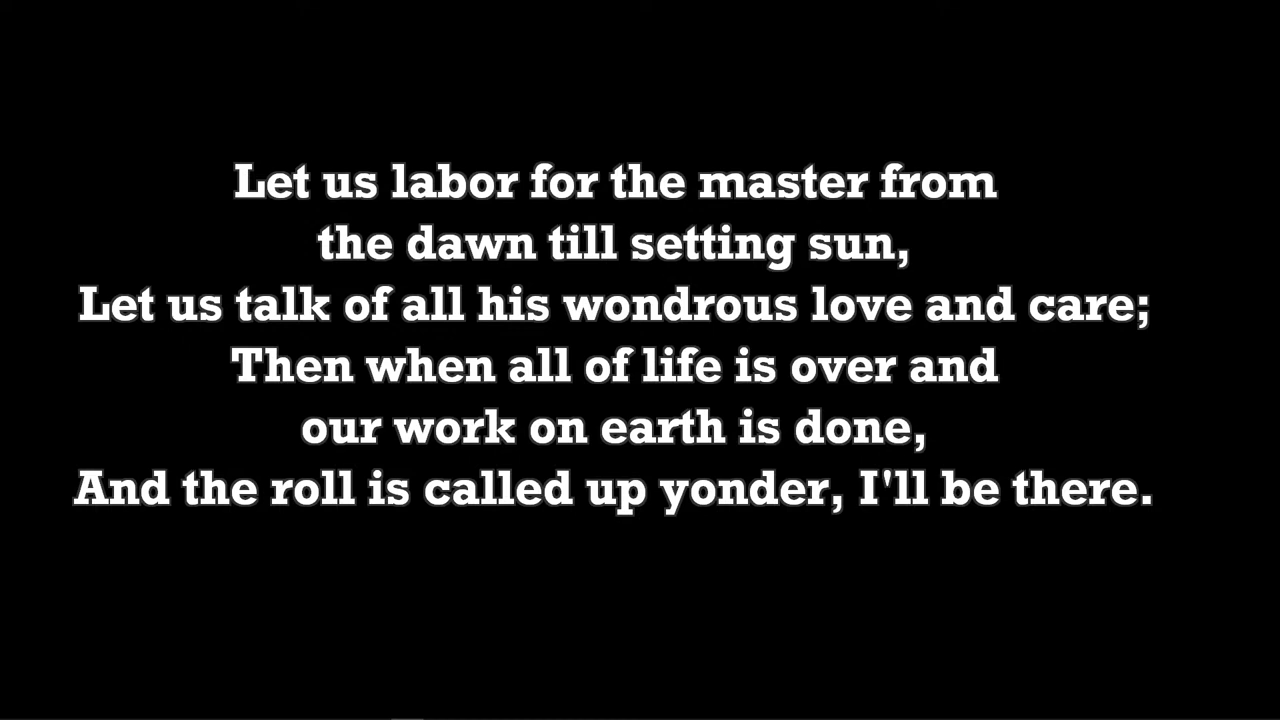 Let us labor for the master from
the dawn till setting sun,
Let us talk of all his wondrous love and care;
Then when all of life is over and
our work on earth is done,
And the roll is called up yonder, I'll be there.